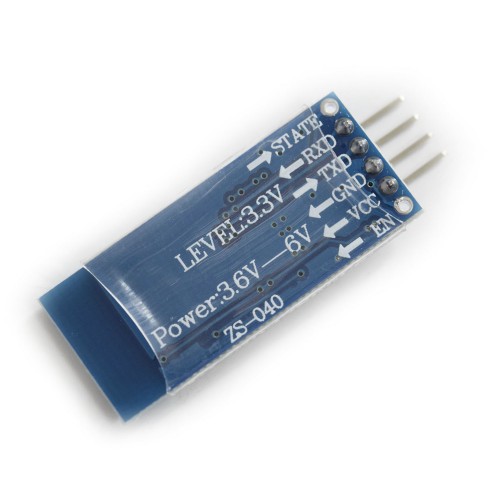 STATE
RXD
TXD
GND
VCC
EN
LEVEL:3.3V
Power:3.6V—6V
ZS-040